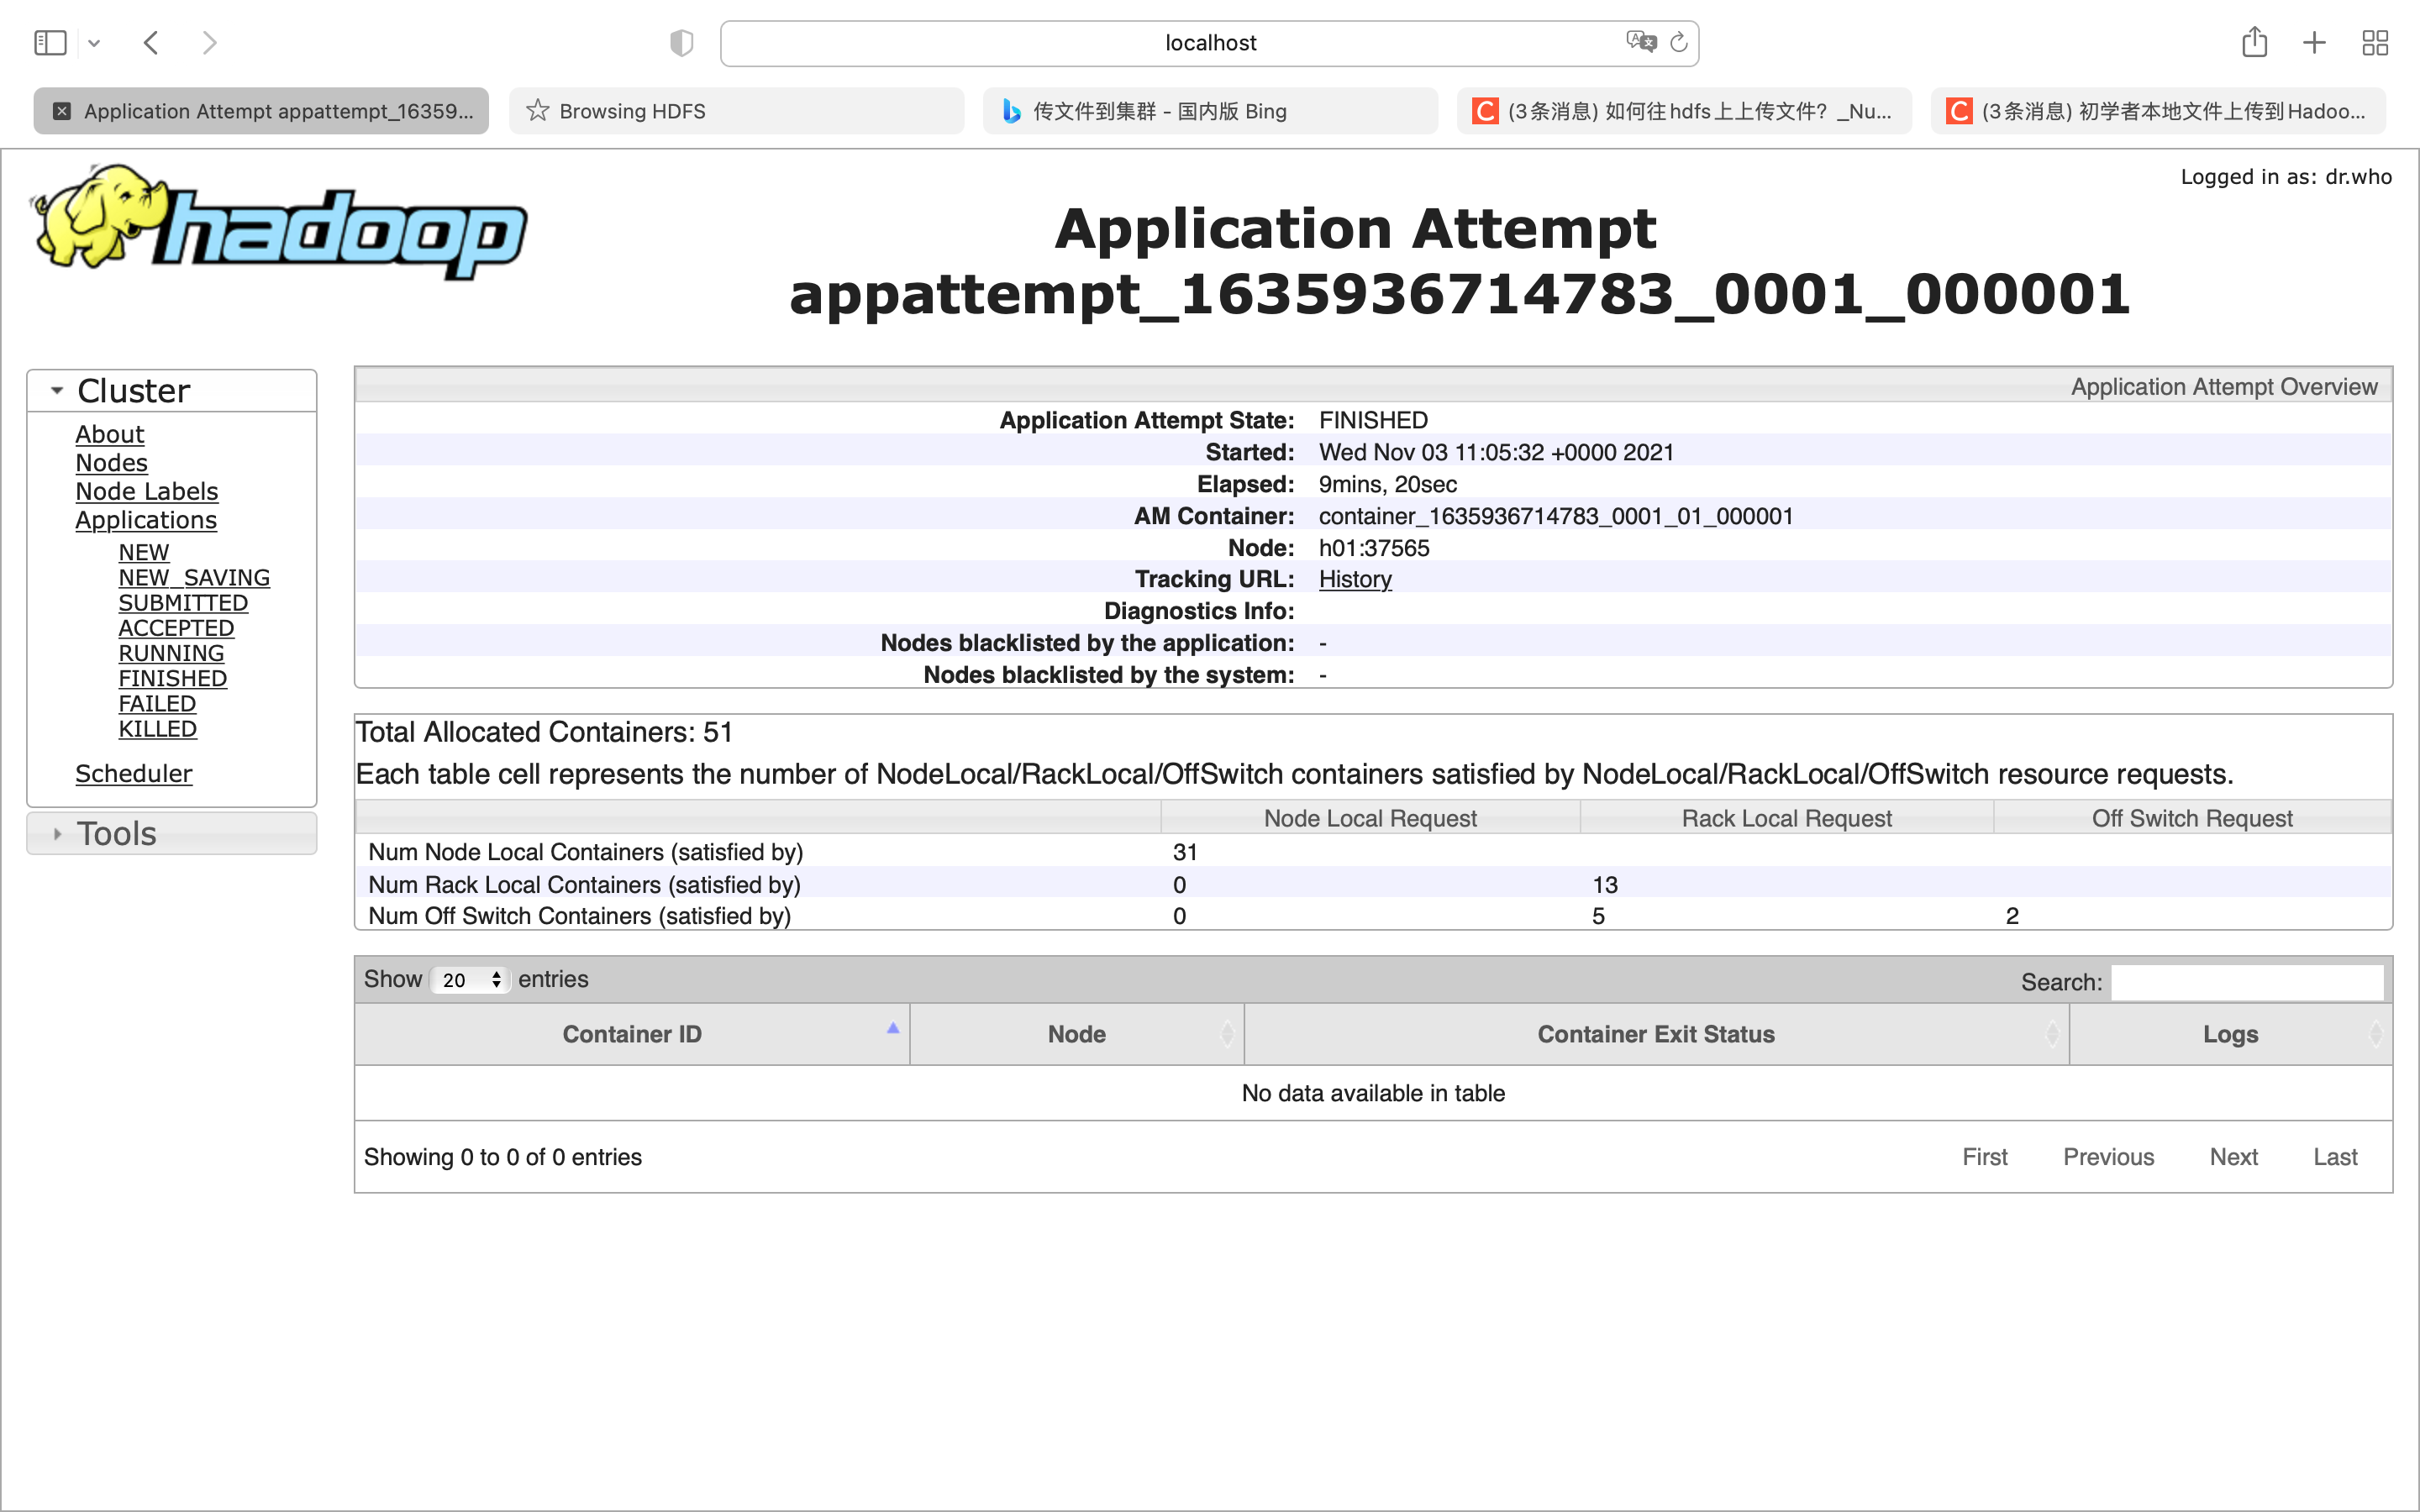 localhost
Application Attempt appattempt_16359...
Browsing HDFS
传文件到集群 - 国内版 Bing
(3条消息) 如何往hdfs上上传文件？_Nu...
(3条消息) 初学者本地文件上传到Hadoo...
hadoop
Logged in as: dr.who
Application Attempt
appattempt_1635936714783_0001_000001
Cluster
About
Nodes
Node Labels
Applications
NEW
NEW_SAVING
SUBMITTED
ACCEPTED
RUNNING
FINISHED
FAILED
KILLED
Scheduler
Tools
Application Attempt Overview
Application Attempt State: FINISHED
Started: Wed Nov 03 11:05:32 +0000 2021
Elapsed: 9mins, 20sec
AM Container: container_1635936714783_0001_01_000001
Node: h01:37565
Tracking URL: History
Diagnostics Info:
Nodes blacklisted by the application: -
Nodes blacklisted by the system: -
Total Allocated Containers: 51
Each table cell represents the number of NodeLocal/RackLocal/OffSwitch containers satisfied by NodeLocal/RackLocal/OffSwitch resource requests.
Node Local Request Rack Local Request Off Switch Request
Num Node Local Containers (satisfied by) 31
Num Rack Local Containers (satisfied by) 0 13
Num Off Switch Containers (satisfied by) 0 5 2
Show 20 entries Search:
Container ID Node Container Exit Status Logs
No data available in table
Showing 0 to 0 of 0 entries First Previous Next Last